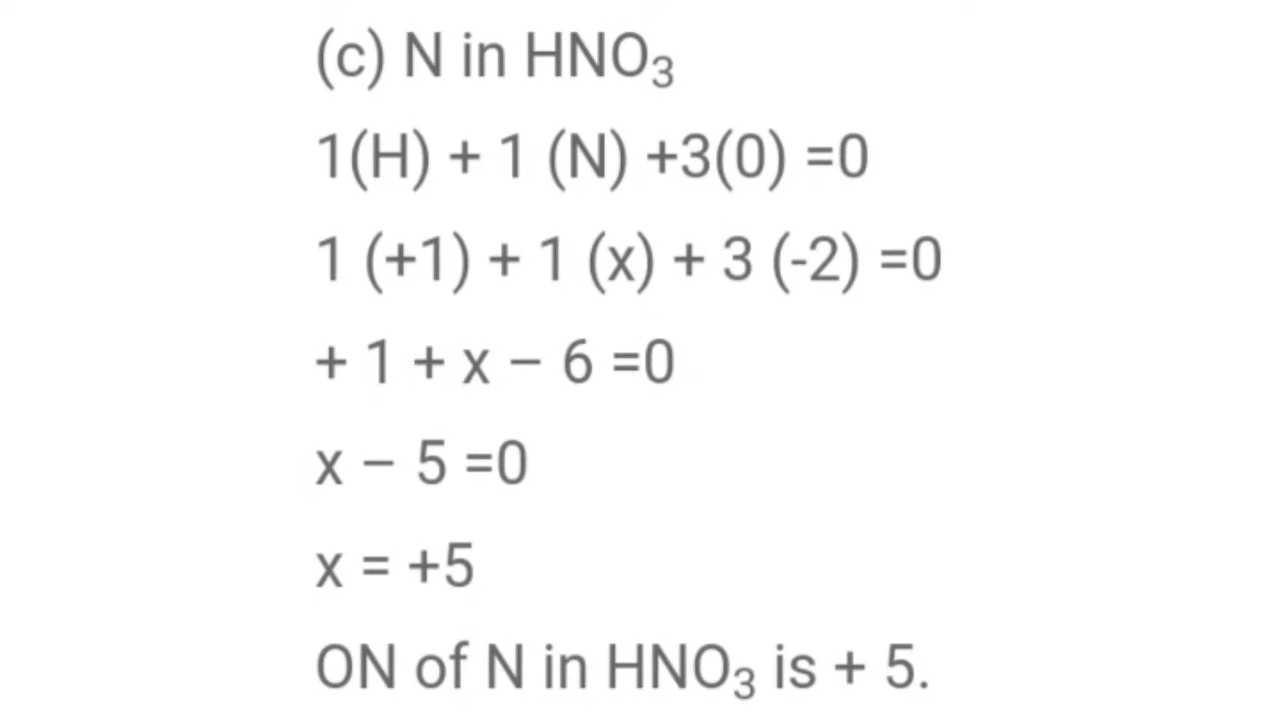 (c) N in HNO₃
1(H) + 1 (N) +3(0) =0
1 (+1) + 1 (x) + 3 (-2) =0
+ 1 + x – 6 =0
x – 5 =0
x = +5
ON of N in HNO₃ is + 5.